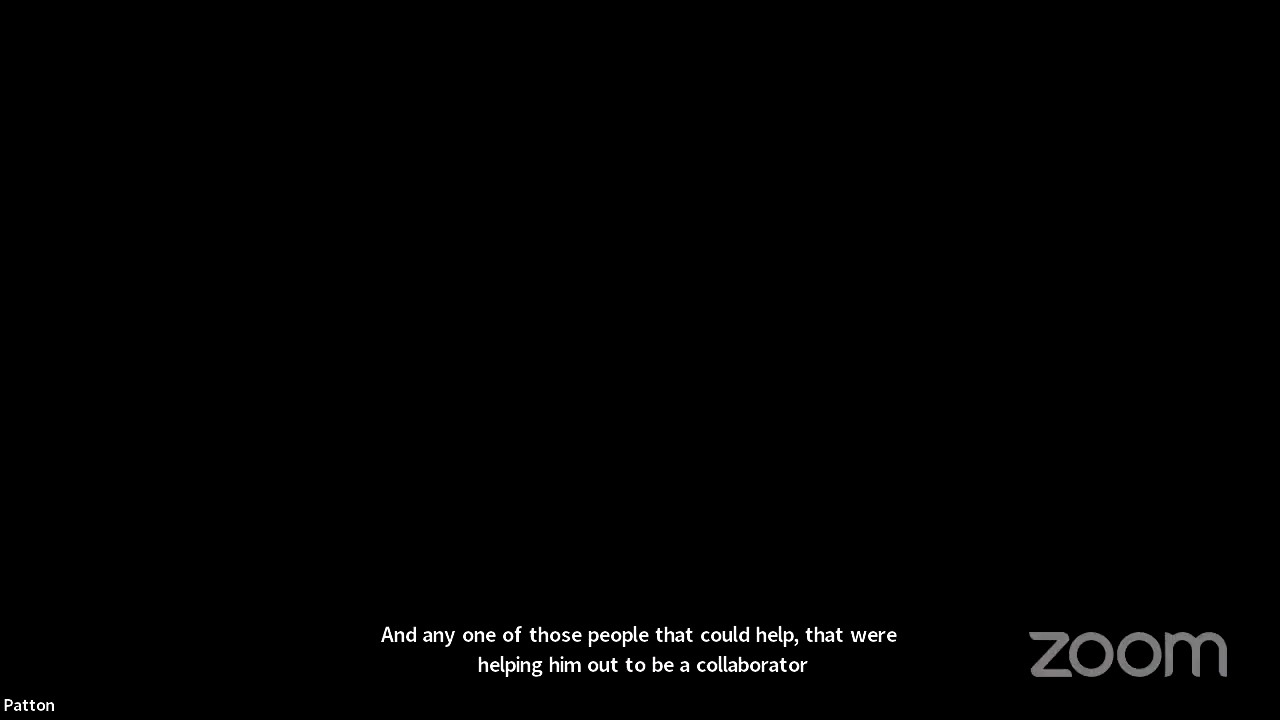 And any one of those people that could help, that were
helping him out to be a collaborator
zoom
Patton